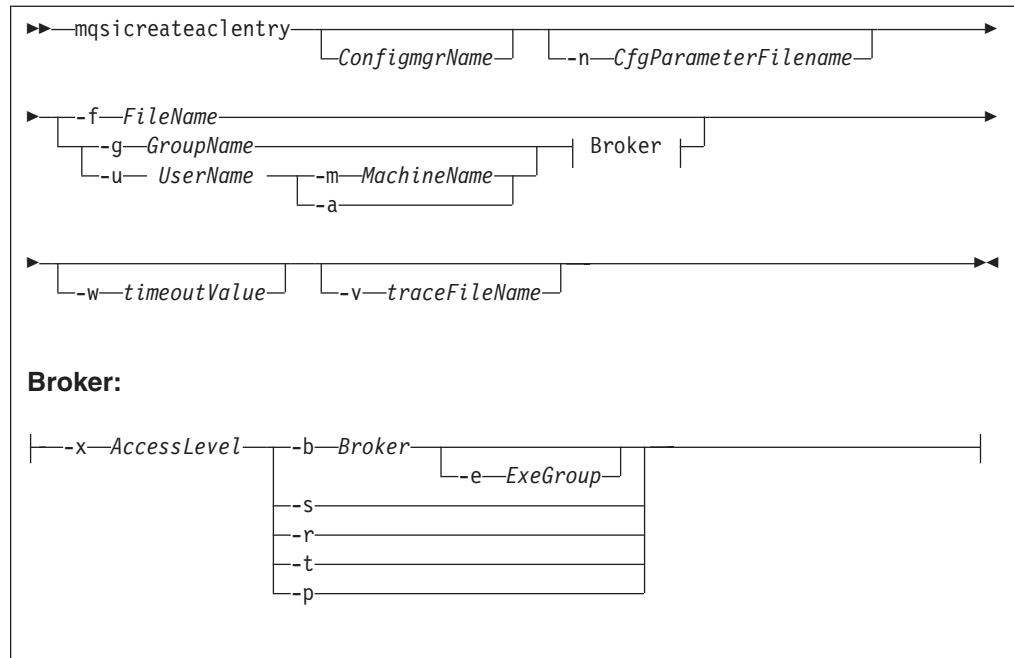 mqsicreateaclentry
ConfigmgrName -n CfgParameterFilename
-f FileName
-g GroupName Broker
-u UserName -m MachineName
-a
-w timeoutValue -v traceFileName
Broker:
-x AccessLevel -b Broker
-e ExeGroup
-s
-r
-t
-p